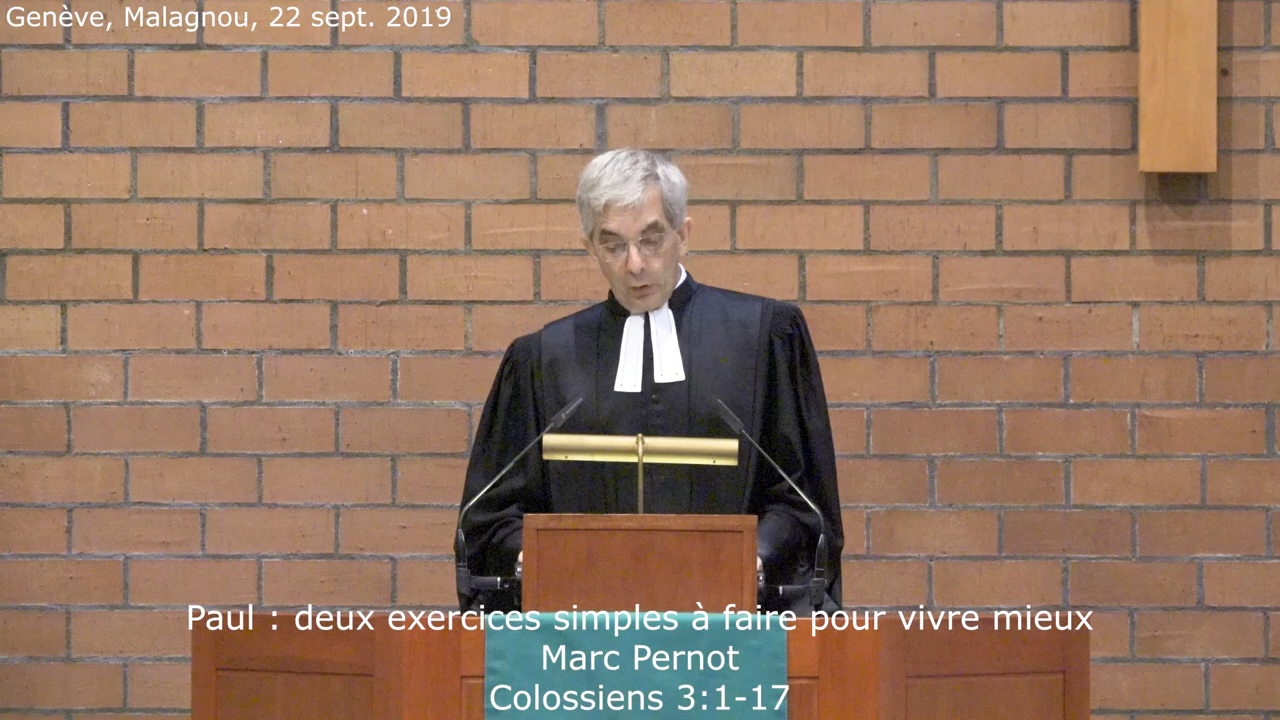 Genève, Malagnou, 22 sept. 2019
Paul : deux exercices simples à faire pour vivre mieux
Marc Pernot
Colossiens 3:1-17